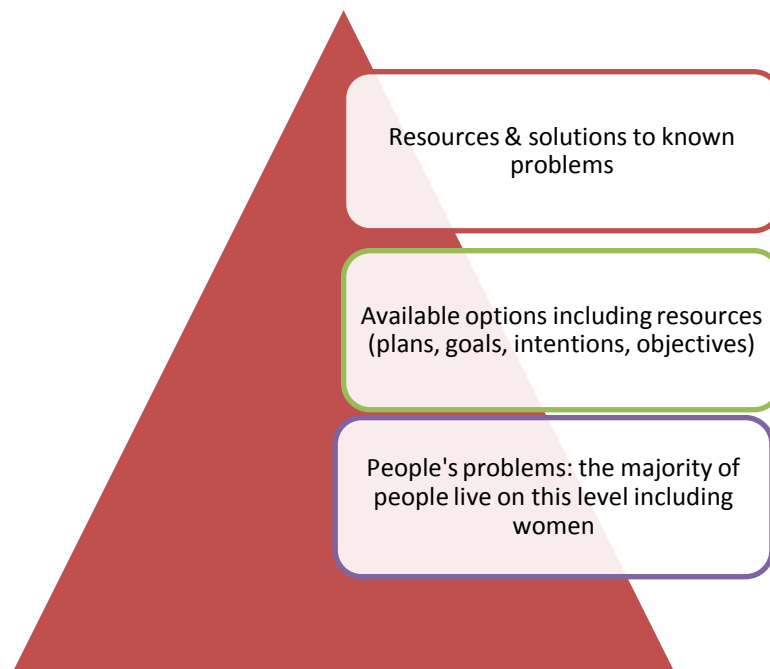 Resources & solutions to known
problems
Available options including resources
(plans, goals, intentions, objectives)
People's problems: the majority of
people live on this level including
women